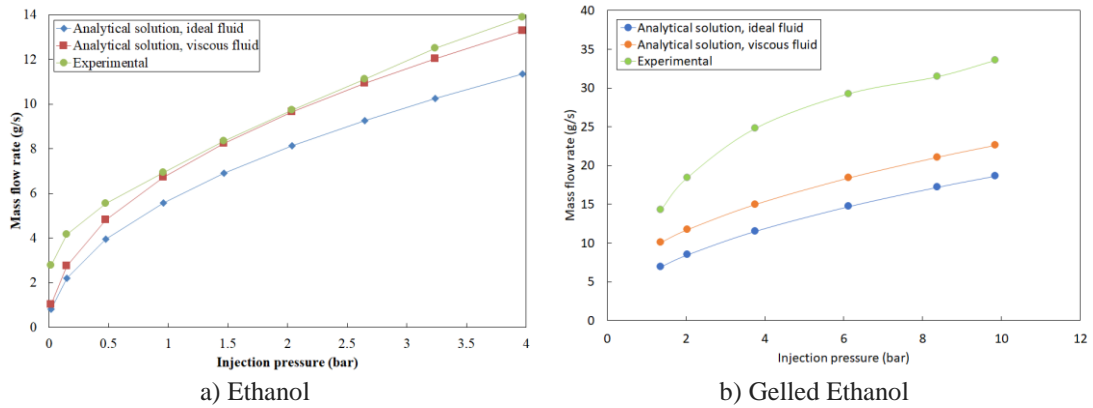 14
12
10
8
6
4
2
0
Mass flow rate (g/s)
Analytical solution, ideal fluid
Analytical solution, viscous fluid
Experimental
0 0.5 1 1.5 2 2.5 3 3.5 4
Injection pressure (bar)
a) Ethanol
40
35
30
25
20
15
10
5
0
Mass flow rate (g/s)
Analytical solution, ideal fluid
Analytical solution, viscous fluid
Experimental
0 2 4 6 8 10 12
Injection pressure (bar)
b) Gelled Ethanol